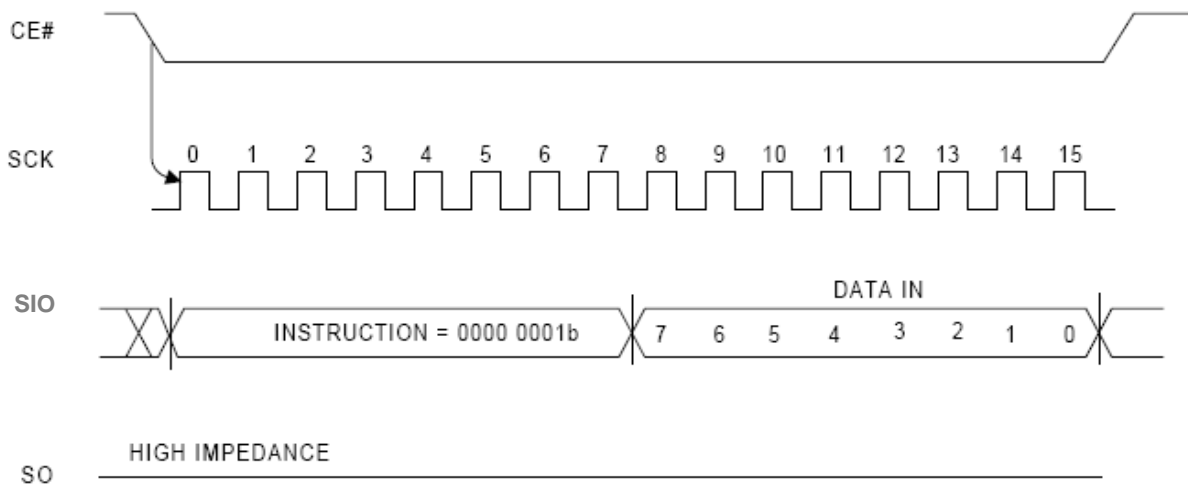 CE#
SCK
0 1 2 3 4 5 6 7 8 9 10 11 12 13 14 15
SIO
DATA IN
INSTRUCTION = 0000 0001b 7 6 5 4 3 2 1 0
HIGH IMPEDANCE
SO